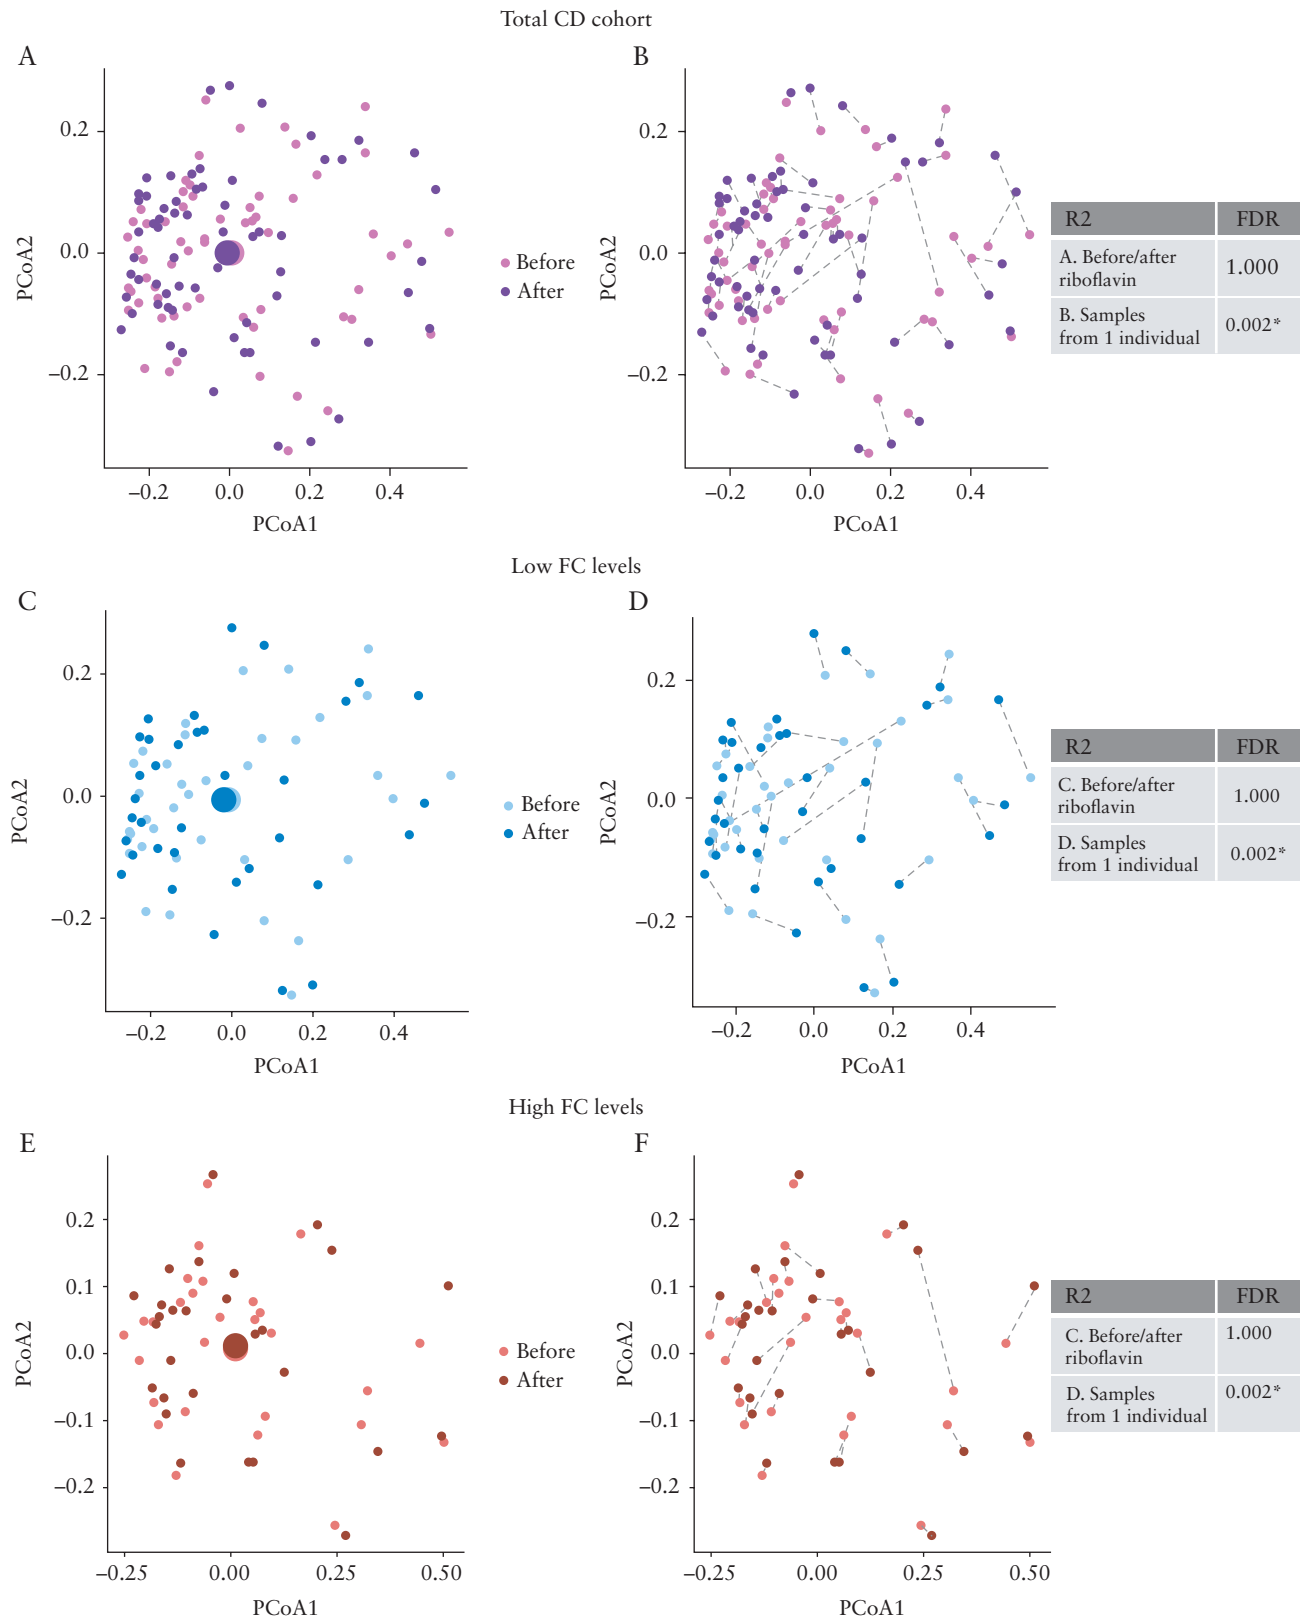 Total CD cohort
A
B
0.2
0.0
−0.2
PCoA2
−0.2
0.0
0.2
0.4
PCoA1
Before
After
0.2
0.0
−0.2
PCoA2
−0.2
0.0
0.2
0.4
PCoA1
R2 FDR
A. Before/after
riboflavin
1.000
B. Samples
from 1 individual
0.002*
Low FC levels
C
D
0.2
0.0
−0.2
PCoA2
−0.2
0.0
0.2
0.4
PCoA1
Before
After
0.2
0.0
−0.2
PCoA2
−0.2
0.0
0.2
0.4
PCoA1
R2 FDR
C. Before/after
riboflavin
1.000
D. Samples
from 1 individual
0.002*
High FC levels
E
F
0.2
0.1
0.0
−0.1
−0.2
PCoA2
−0.25
0.00
0.25
0.50
PCoA1
Before
After
0.2
0.1
0.0
−0.1
−0.2
PCoA2
−0.25
0.00
0.25
0.50
PCoA1
R2 FDR
C. Before/after
riboflavin
1.000
D. Samples
from 1 individual
0.002*